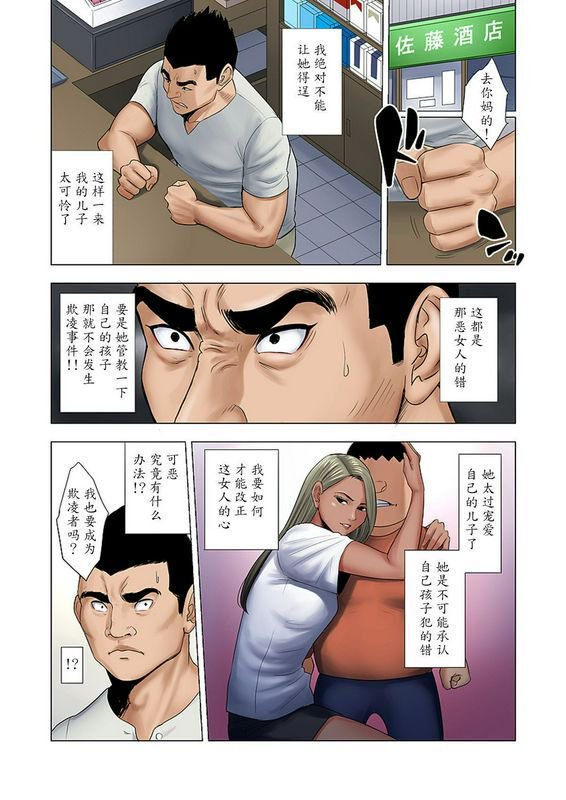 佐藤酒店
去你妈的！
ドン
我绝对不能
让她得逞
这样一来
我的儿子
太可怜了
这都是
那恶女人的错
要是她管教一下
自己的孩子
那就不会发生
欺凌事件!!
她太过宠爱
自己的儿子了
她是不可能承认
自己孩子犯的错
我要如何
才能改正
这女人的心
可恶
究竟有什么
办法!?
我也要成为
欺凌者吗？
!?